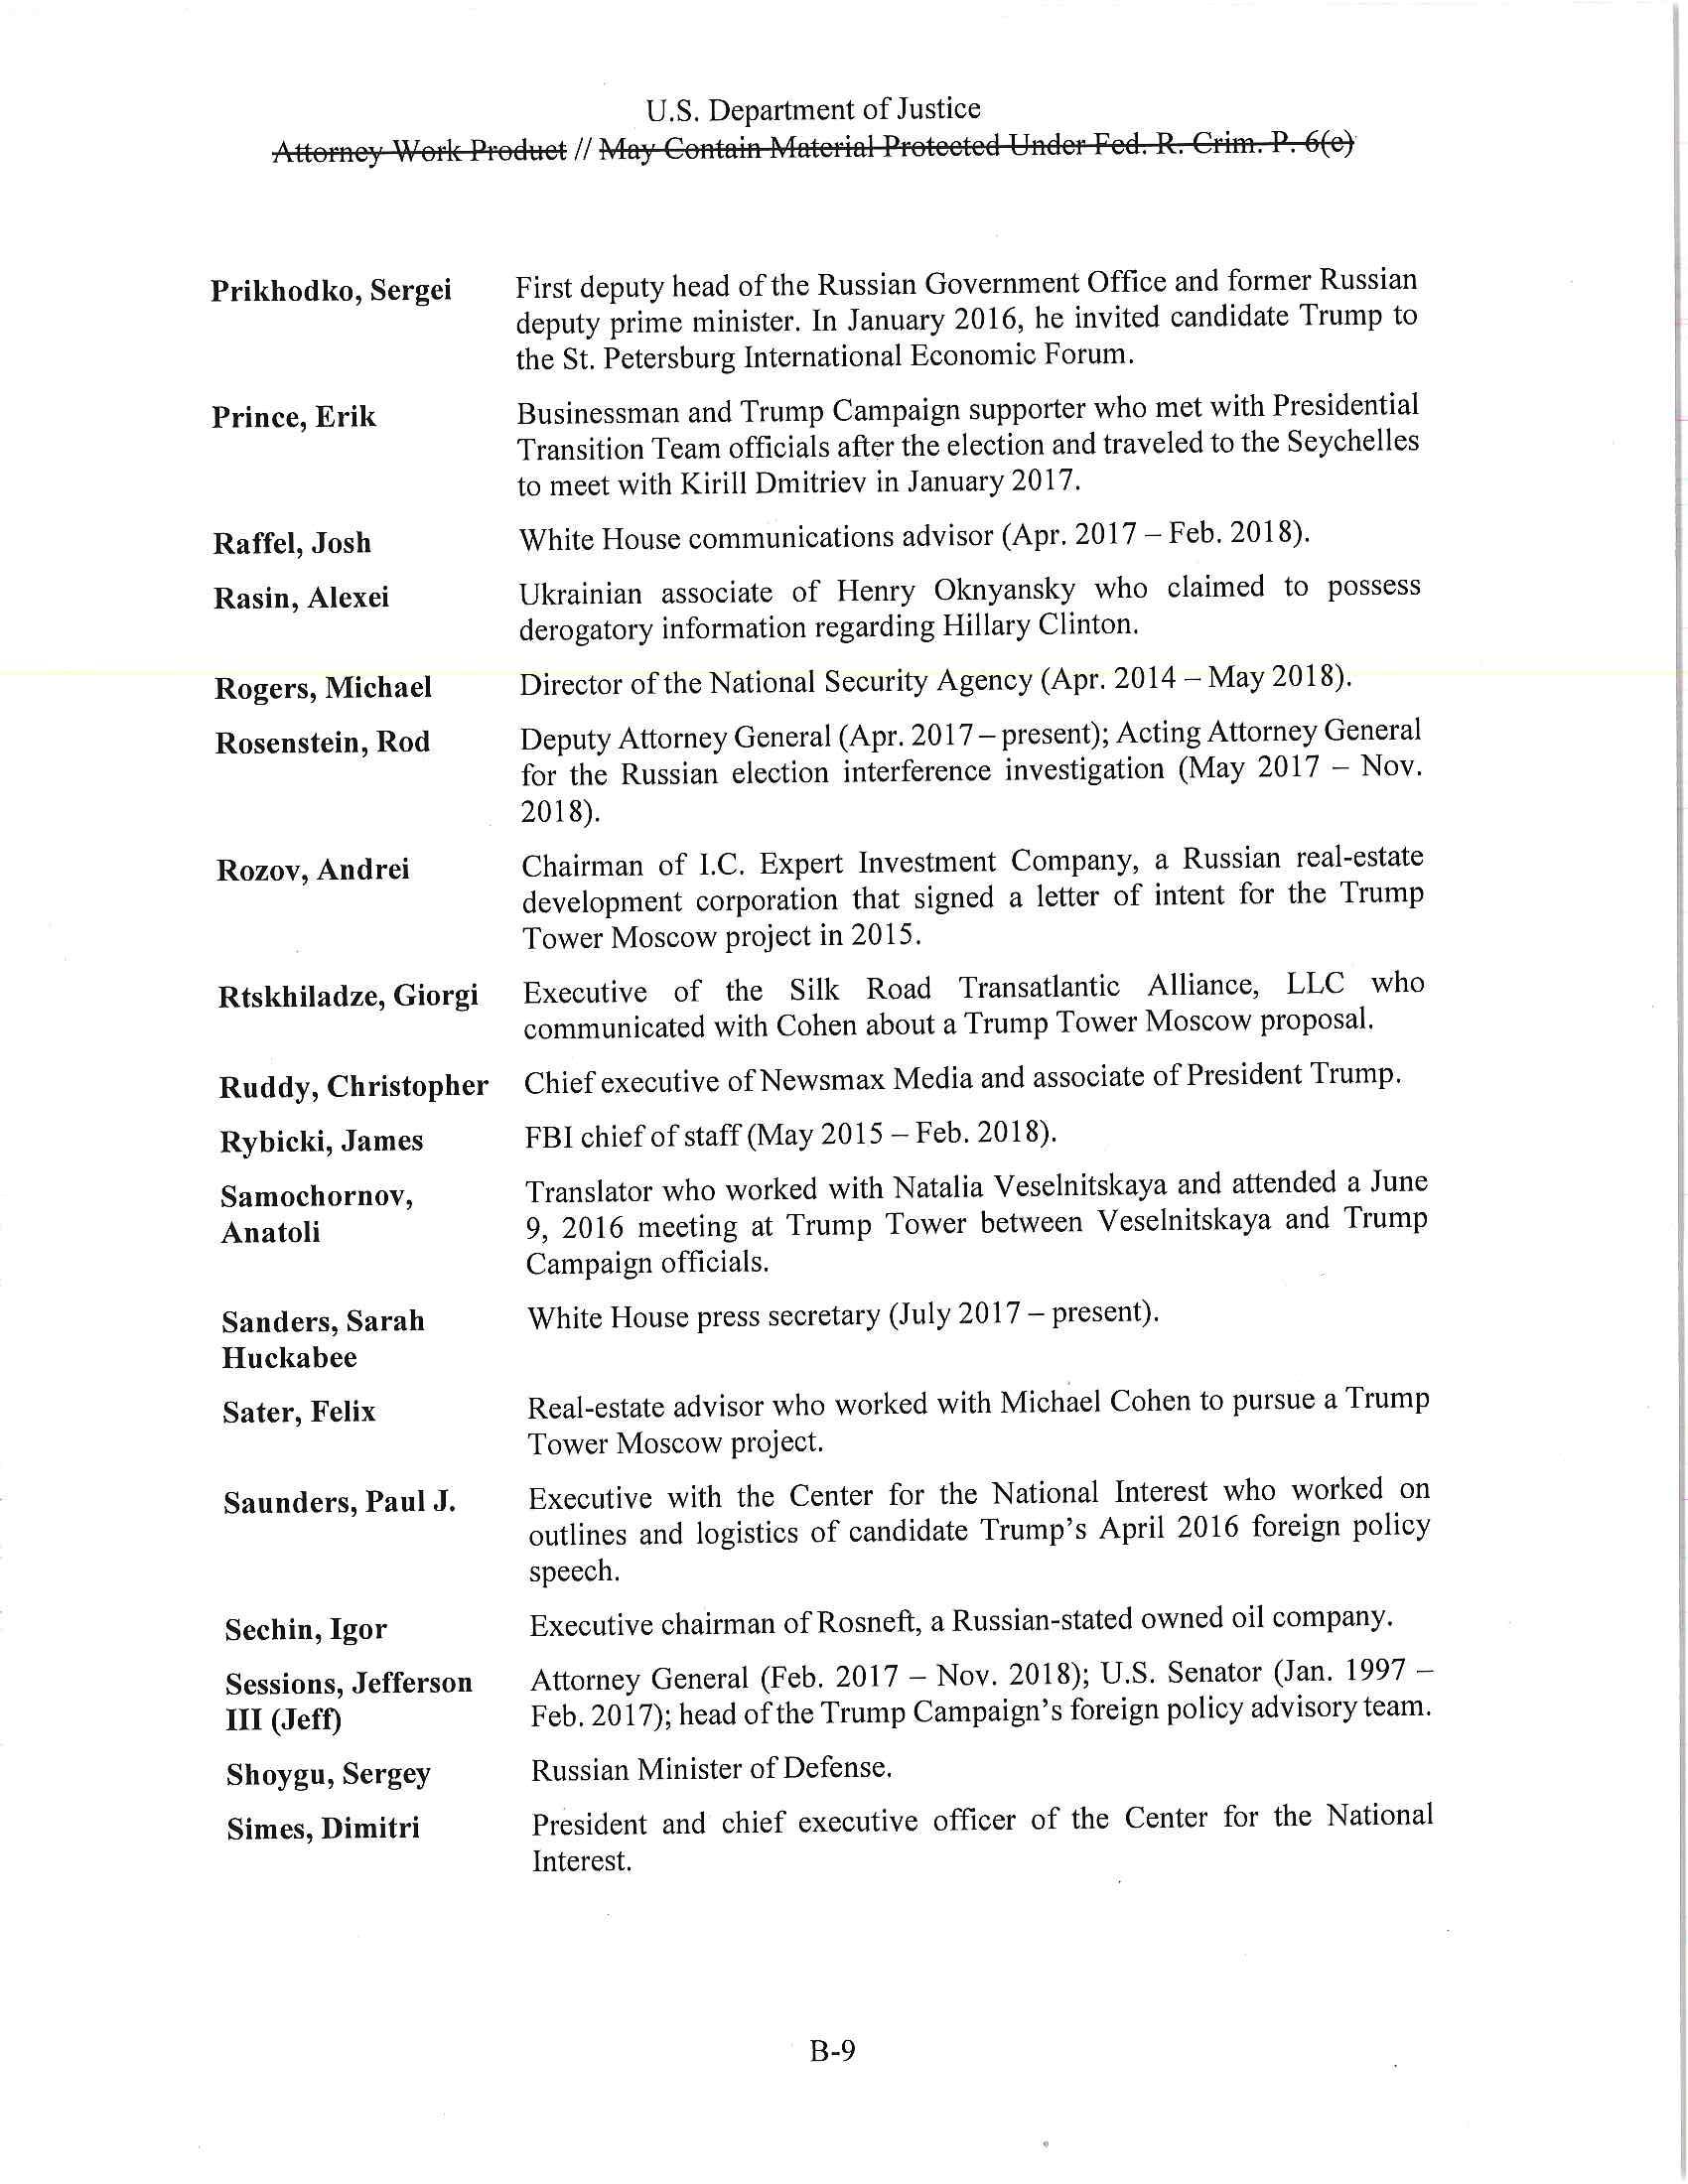 U.S. Department of Justice
Attorney Work Product // May Contain Material Protected Under Fed. R. Crim. P. 6(e)
Prikhodko, Sergei First deputy head of the Russian Government Office and former Russian
deputy prime minister. In January 2016, he invited candidate Trump to
the St. Petersburg International Economic Forum.
Prince, Erik Businessman and Trump Campaign supporter who met with Presidential
Transition Team officials after the election and traveled to the Seychelles
to meet with Kirill Dmitriev in January 2017.
Raffel, Josh White House communications advisor (Apr. 2017 – Feb. 2018).
Rasin, Alexei Ukrainian associate of Henry Oknyansky who claimed to possess
derogatory information regarding Hillary Clinton.
Rogers, Michael Director of the National Security Agency (Apr. 2014 – May 2018).
Rosenstein, Rod Deputy Attorney General (Apr. 2017 – present); Acting Attorney General
for the Russian election interference investigation (May 2017 – Nov.
2018).
Rozov, Andrei Chairman of I.C. Expert Investment Company, a Russian real-estate
development corporation that signed a letter of intent for the Trump
Tower Moscow project in 2015.
Rtskhiladze, Giorgi Executive of the Silk Road Transatlantic Alliance, LLC who
communicated with Cohen about a Trump Tower Moscow proposal.
Ruddy, Christopher Chief executive of Newsmax Media and associate of President Trump.
Rybicki, James FBI chief of staff (May 2015 – Feb. 2018).
Samochornov, Translator who worked with Natalia Veselnitskaya and attended a June
Anatoli 9, 2016 meeting at Trump Tower between Veselnitskaya and Trump
Campaign officials.
Sanders, Sarah White House press secretary (July 2017 – present).
Huckabee
Sater, Felix Real-estate advisor who worked with Michael Cohen to pursue a Trump
Tower Moscow project.
Saunders, Paul J. Executive with the Center for the National Interest who worked on
outlines and logistics of candidate Trump's April 2016 foreign policy
speech.
Sechin, Igor Executive chairman of Rosneft, a Russian-stated owned oil company.
Sessions, Jefferson Attorney General (Feb. 2017 – Nov. 2018); U.S. Senator (Jan. 1997 –
III (Jeff) Feb. 2017); head of the Trump Campaign's foreign policy advisory team.
Shoygu, Sergey Russian Minister of Defense.
Simes, Dimitri President and chief executive officer of the Center for the National
Interest.
B-9